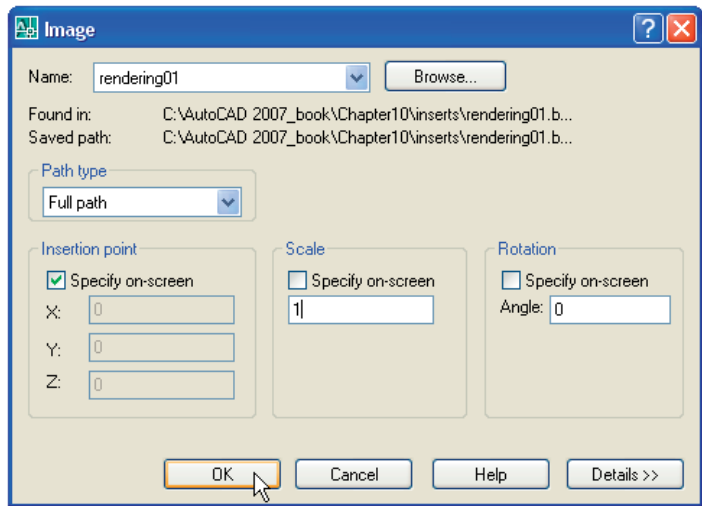 Image
Name: rendering01 Browse...
Found in: C:\AutoCAD 2007_book\Chapter10\inserts\rendering01.b...
Saved path: C:\AutoCAD 2007_book\Chapter10\inserts\rendering01.b...
Path type
Full path
Insertion point
Specify on-screen
X: 0
Y: 0
Z: 0
Scale
Specify on-screen
1
Rotation
Specify on-screen
Angle: 0
OK Cancel Help Details >>